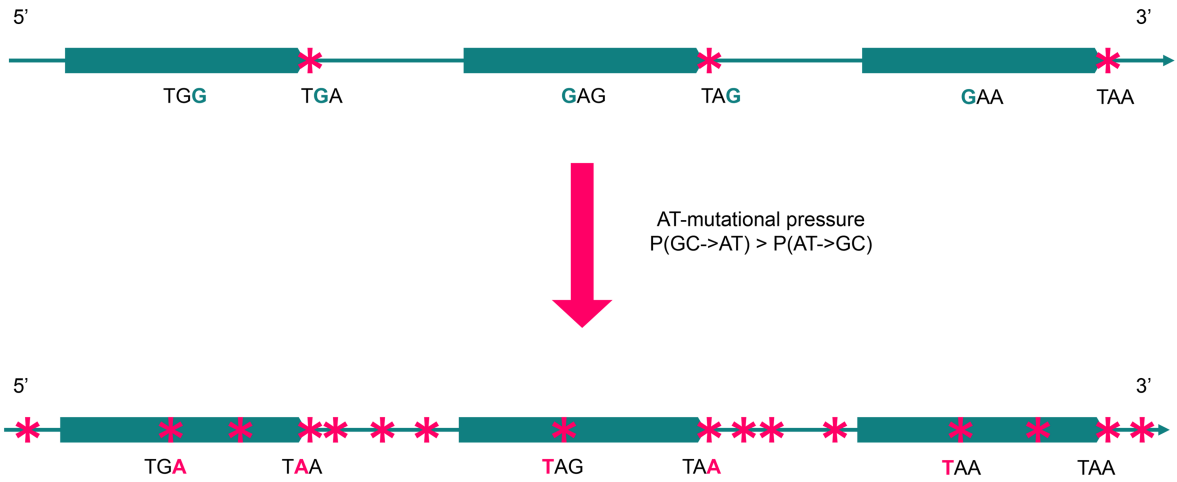 5’ 3’
TGG TGA GAG TAG GAA TAA
AT-mutational pressure
P(GC->AT) > P(AT->GC)
5’ 3’
TGA TAA TAG TAA TAA TAA